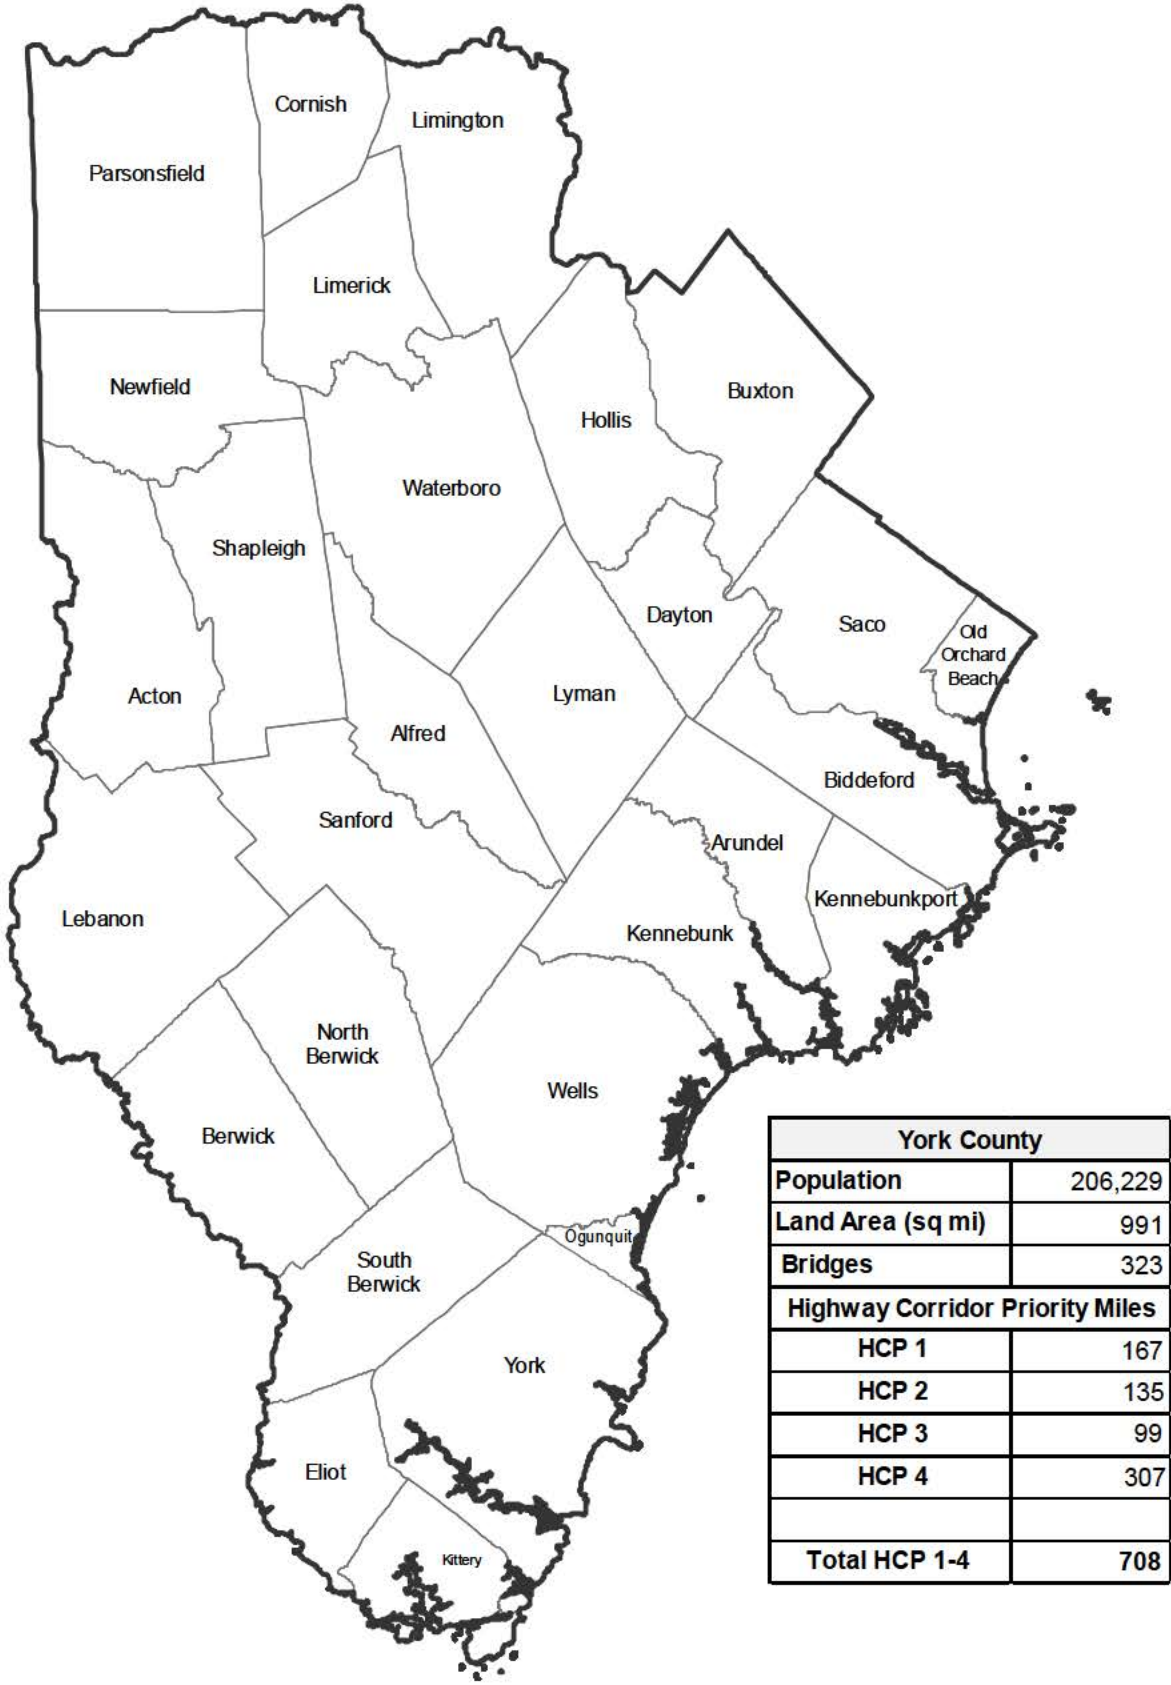 Cornish
Limington
Parsonsfield
Limerick
Newfield
Buxton
Hollis
Waterboro
Shapleigh
Dayton
Saco
Old
Orchard
Beach
Acton
Lyman
Alfred
Biddeford
Sanford
Arundel
Kennebunkport
Lebanon
Kennebunk
North
Berwick
Wells
Berwick
Ogunquit
South
Berwick
York
Eliot
Kittery
York County
Population 206,229
Land Area (sq mi) 991
Bridges 323
Highway Corridor Priority Miles
HCP 1 167
HCP 2 135
HCP 3 99
HCP 4 307
Total HCP 1-4 708